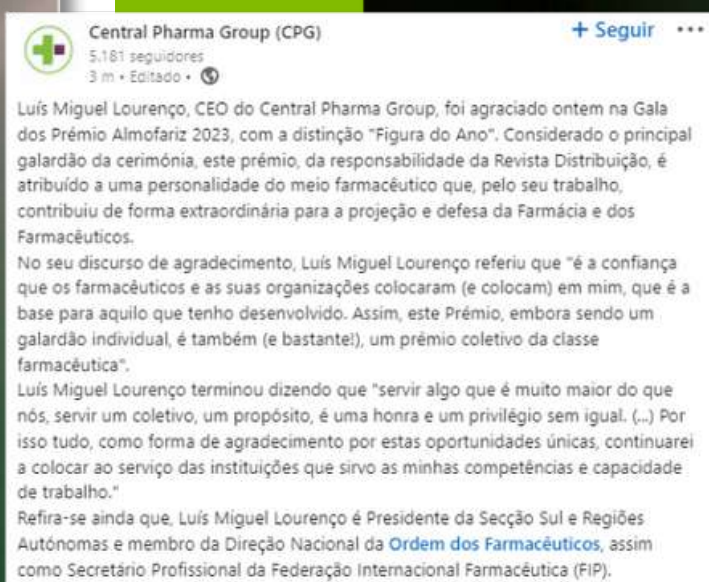 Central Pharma Group (CPG)
+ Seguir
5.181 seguidores
3 m • Editado •
Luís Miguel Lourenço, CEO do Central Pharma Group, foi agraciado ontem na Gala
dos Prémio Almofariz 2023, com a distinção "Figura do Ano". Considerado o principal
galardão da cerimónia, este prémio, da responsabilidade da Revista Distribuição, é
atribuído a uma personalidade do meio farmacêutico que, pelo seu trabalho,
contribuiu de forma extraordinária para a projeção e defesa da Farmácia e dos
Farmacêuticos.
No seu discurso de agradecimento, Luís Miguel Lourenço referiu que "é a confiança
que os farmacêuticos e as suas organizações colocaram (e colocam) em mim, que é a
base para aquilo que tenho desenvolvido. Assim, este Prémio, embora sendo um
galardão individual, é também (e bastante!), um prémio coletivo da classe
farmacêutica".
Luís Miguel Lourenço terminou dizendo que "servir algo que é muito maior do que
nós, servir um coletivo, um propósito, é uma honra e um privilégio sem igual. (...) Por
isso tudo, como forma de agradecimento por estas oportunidades únicas, continuarei
a colocar ao serviço das instituições que sirvo as minhas competências e capacidade
de trabalho."
Refira-se ainda que, Luís Miguel Lourenço é Presidente da Secção Sul e Regiões
Autónomas e membro da Direção Nacional da Ordem dos Farmacêuticos, assim
como Secretário Profissional da Federação Internacional Farmacêutica (FIP).